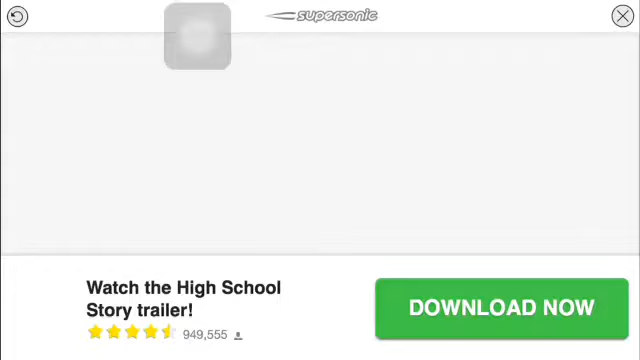 supersonic
Watch the High School
Story trailer!
949,555
DOWNLOAD NOW